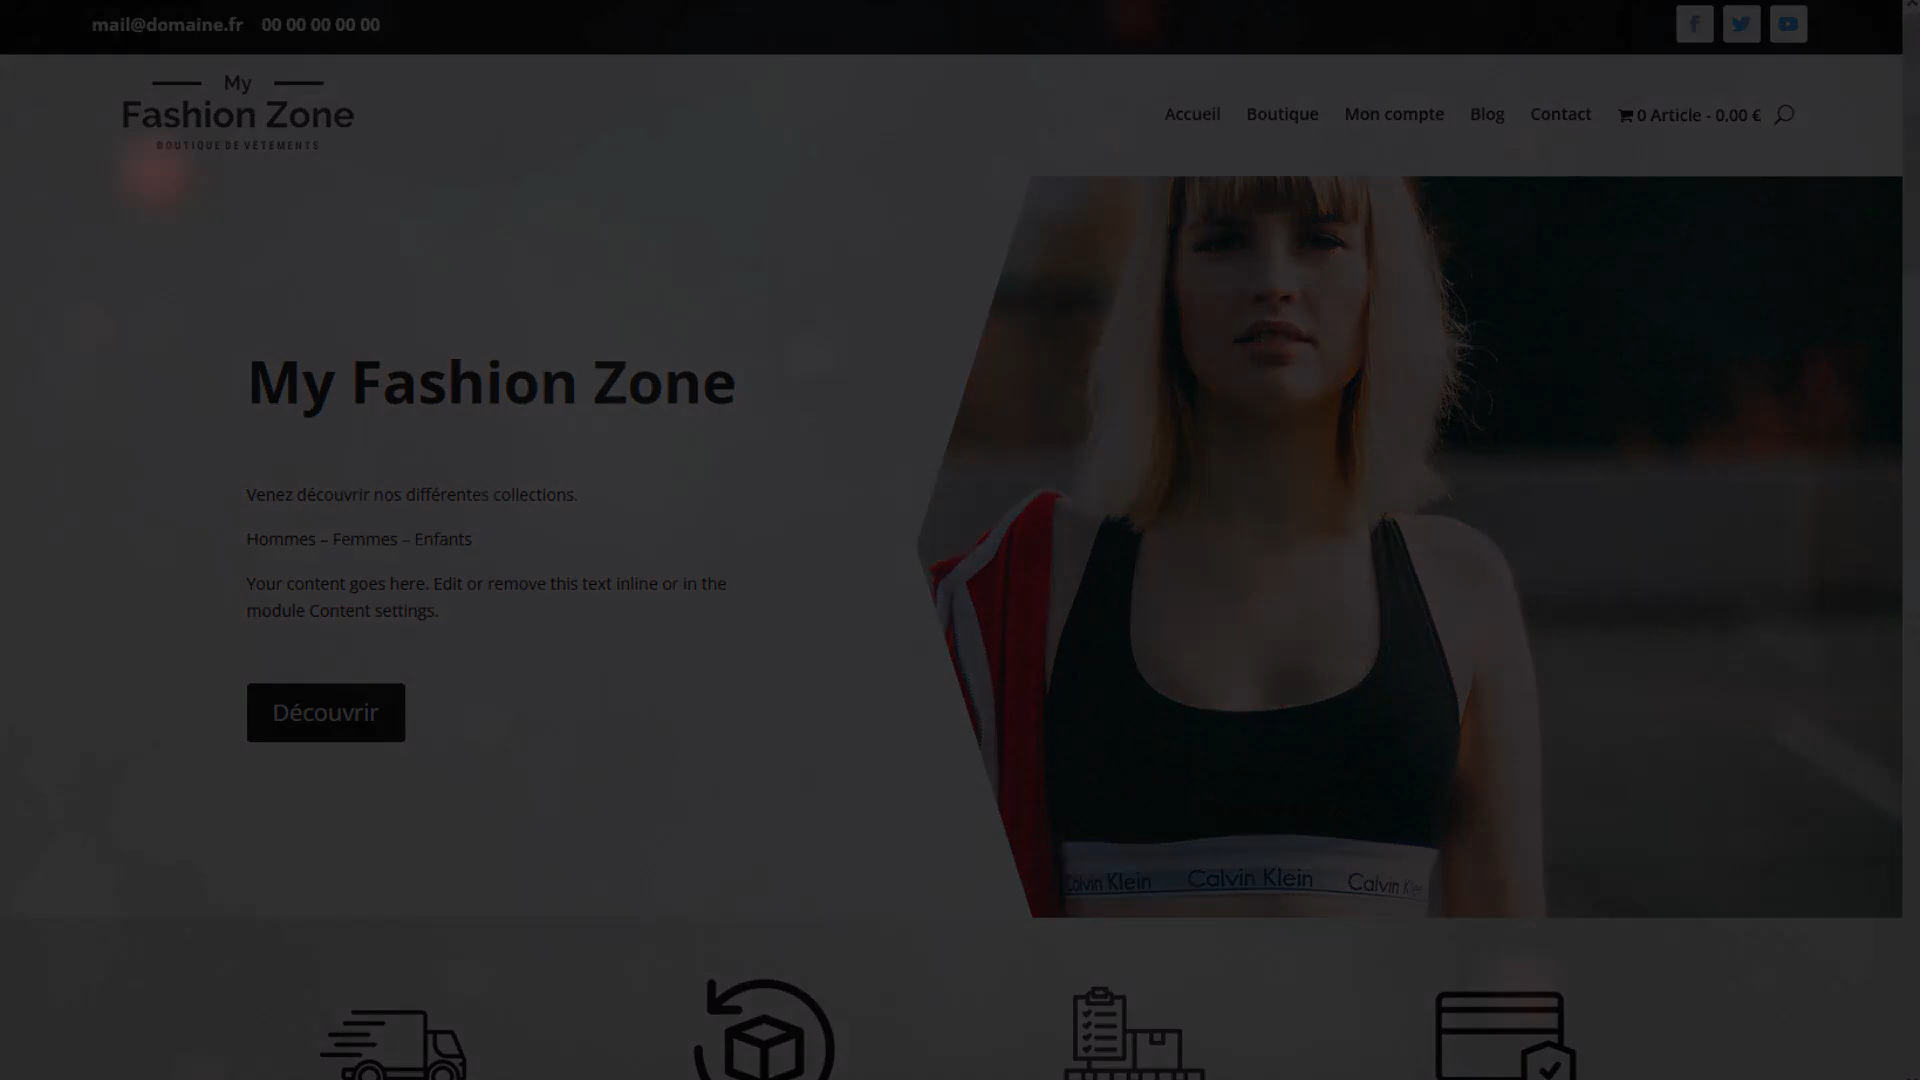 mail@domaine.fr 00 00 00 00 00
My
Fashion Zone
BOUTIQUE DE VÊTEMENTS
Accueil Boutique Mon compte Blog Contact 0 Article - 0,00 €
My Fashion Zone
Venez découvrir nos différentes collections.
Hommes – Femmes – Enfants
Your content goes here. Edit or remove this text inline or in the
module Content settings.
Découvrir
Calvin Klein Calvin Klein Calvin Klein